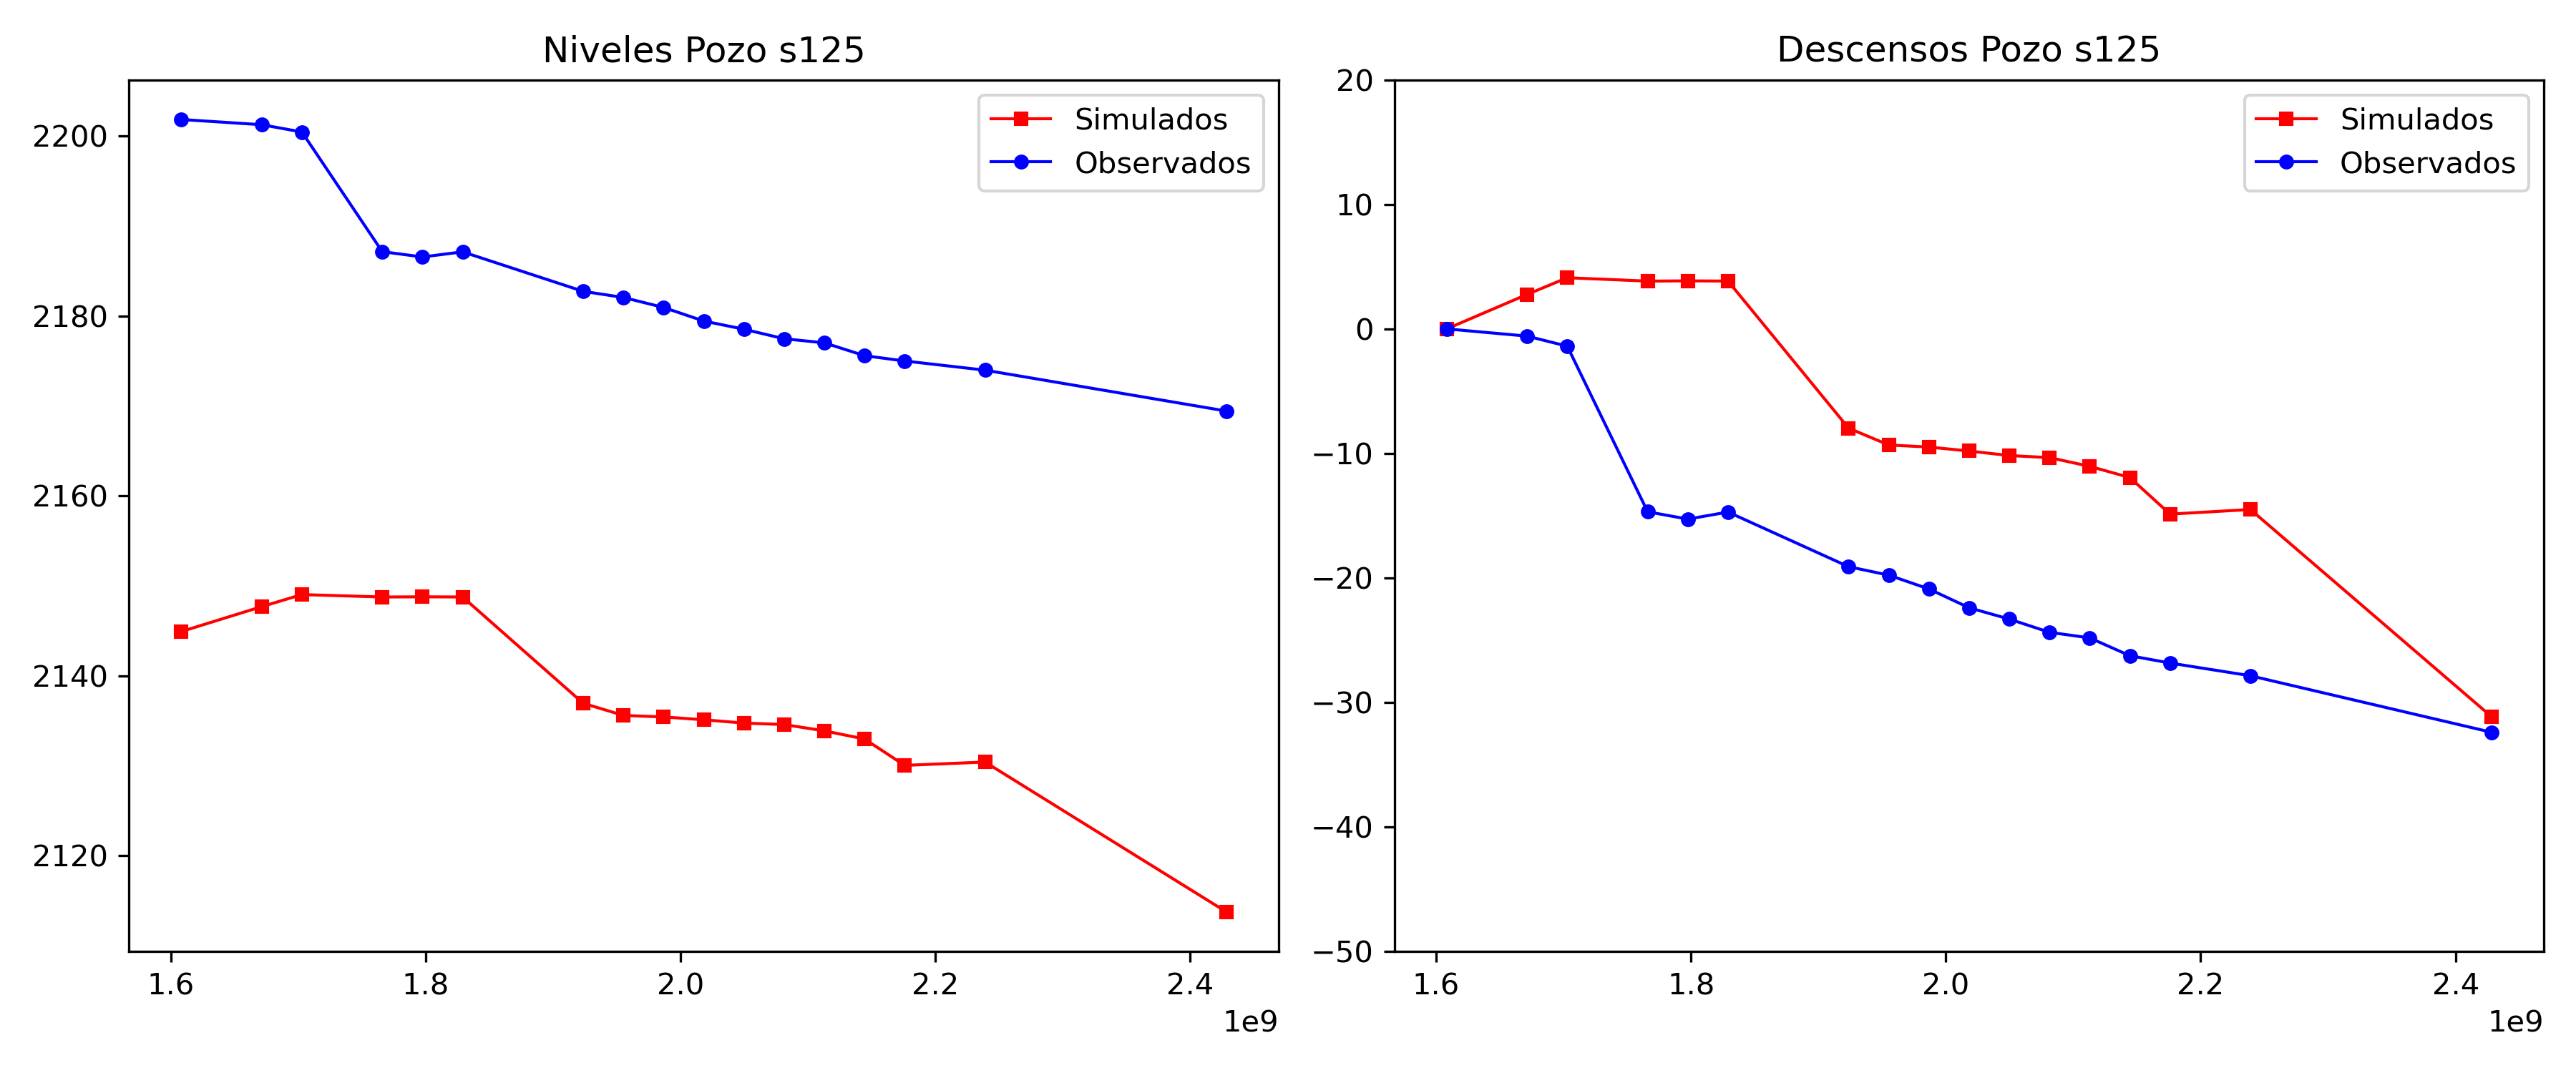 Niveles Pozo s125
Simulados
Observados
2200
2180
2160
2140
2120
1.6 1.8 2.0 2.2 2.4
1e9
Descensos Pozo s125
Simulados
Observados
20
10
0
−10
−20
−30
−40
−50
1.6 1.8 2.0 2.2 2.4
1e9